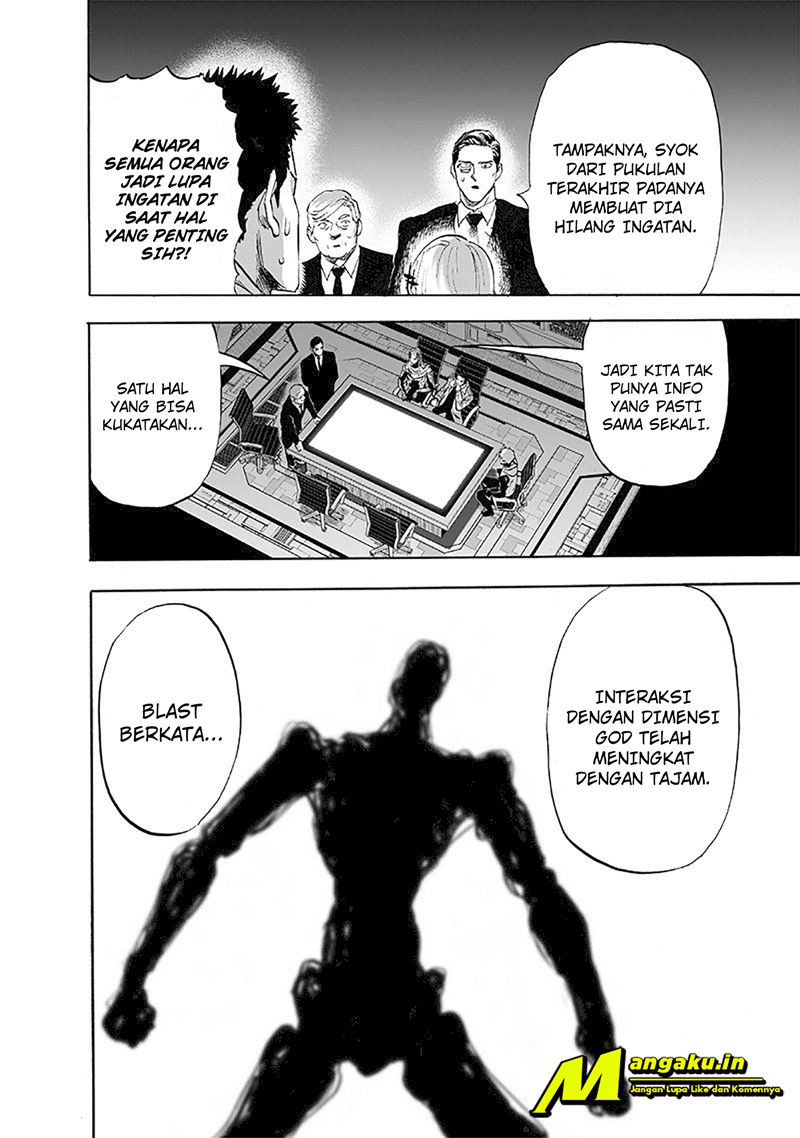 TAMPAKNYA, SYOK
DARI PUKULAN
TERAKHIR PADANYA
MEMBUAT DIA
HILANG INGATAN.
KENAPA
SEMUA ORANG
JADI LUPA
INGATAN DI
SAAT HAL
YANG PENTING
SIH?!
JADI KITA TAK
PUNYA INFO
YANG PASTI
SAMA SEKALI.
SATU HAL
YANG BISA
KUKATAKAN...
INTERAKSI
DENGAN DIMENSI
GOD TELAH
MENINGKAT
DENGAN TAJAM.
BLAST
BERKATA...
Mangaku.in
Jangan Lupa Like dan Komennya